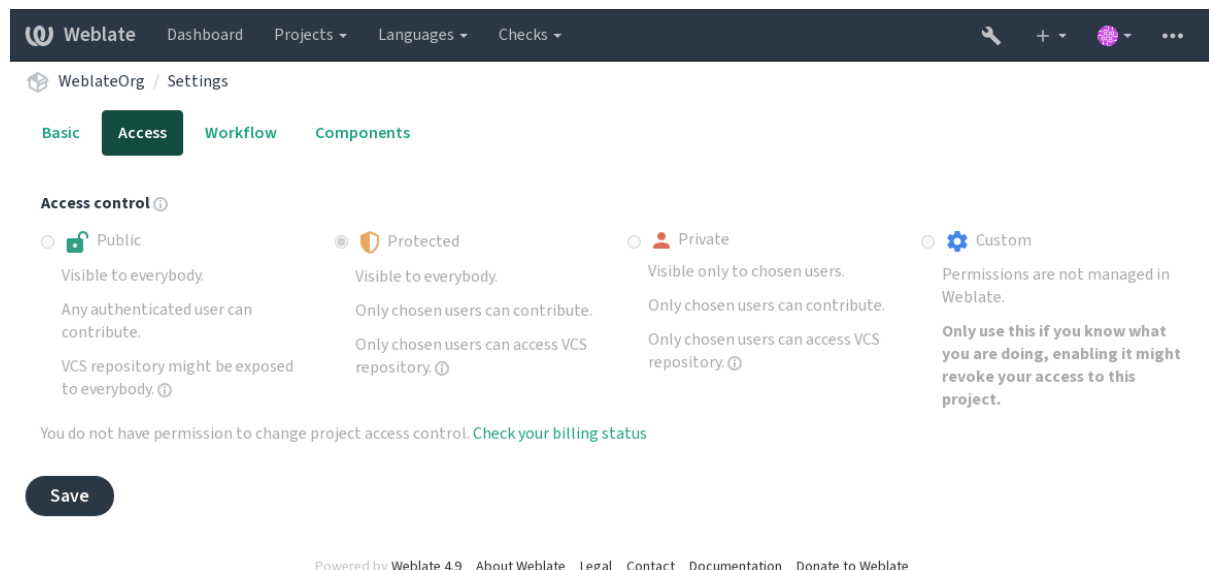 Weblate Dashboard Projects Languages Checks
WeblateOrg / Settings
Basic Access Workflow Components
Access control
Public
Visible to everybody.
Any authenticated user can
contribute.
VCS repository might be exposed
to everybody.
Protected
Visible to everybody.
Only chosen users can contribute.
Only chosen users can access VCS
repository.
Private
Visible only to chosen users.
Only chosen users can contribute.
Only chosen users can access VCS
repository.
Custom
Permissions are not managed in
Weblate.
Only use this if you know what
you are doing, enabling it might
revoke your access to this
project.
You do not have permission to change project access control. Check your billing status
Save
Powered by Weblate 4.9 About Weblate Legal Contact Documentation Donate to Weblate